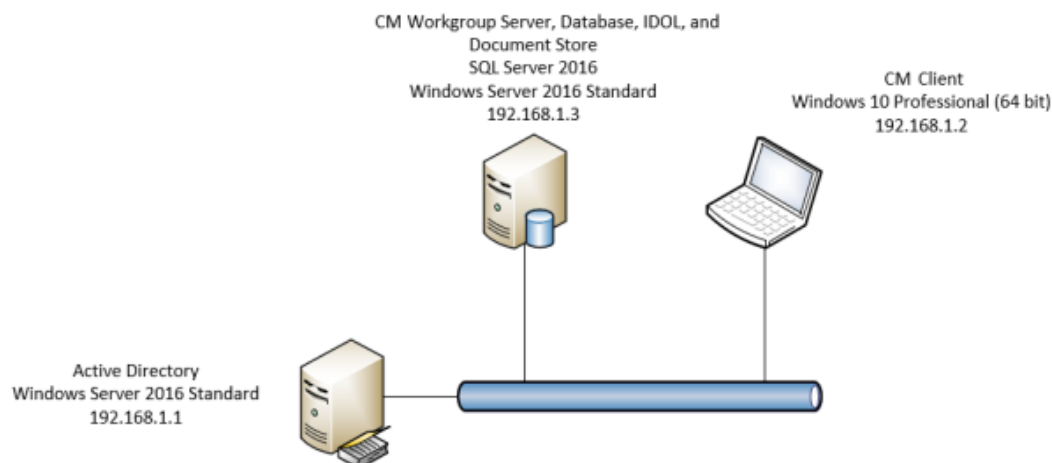 CM Workgroup Server, Database, IDOL, and
Document Store
SQL Server 2016
Windows Server 2016 Standard
192.168.1.3
CM Client
Windows 10 Professional (64 bit)
192.168.1.2
Active Directory
Windows Server 2016 Standard
192.168.1.1